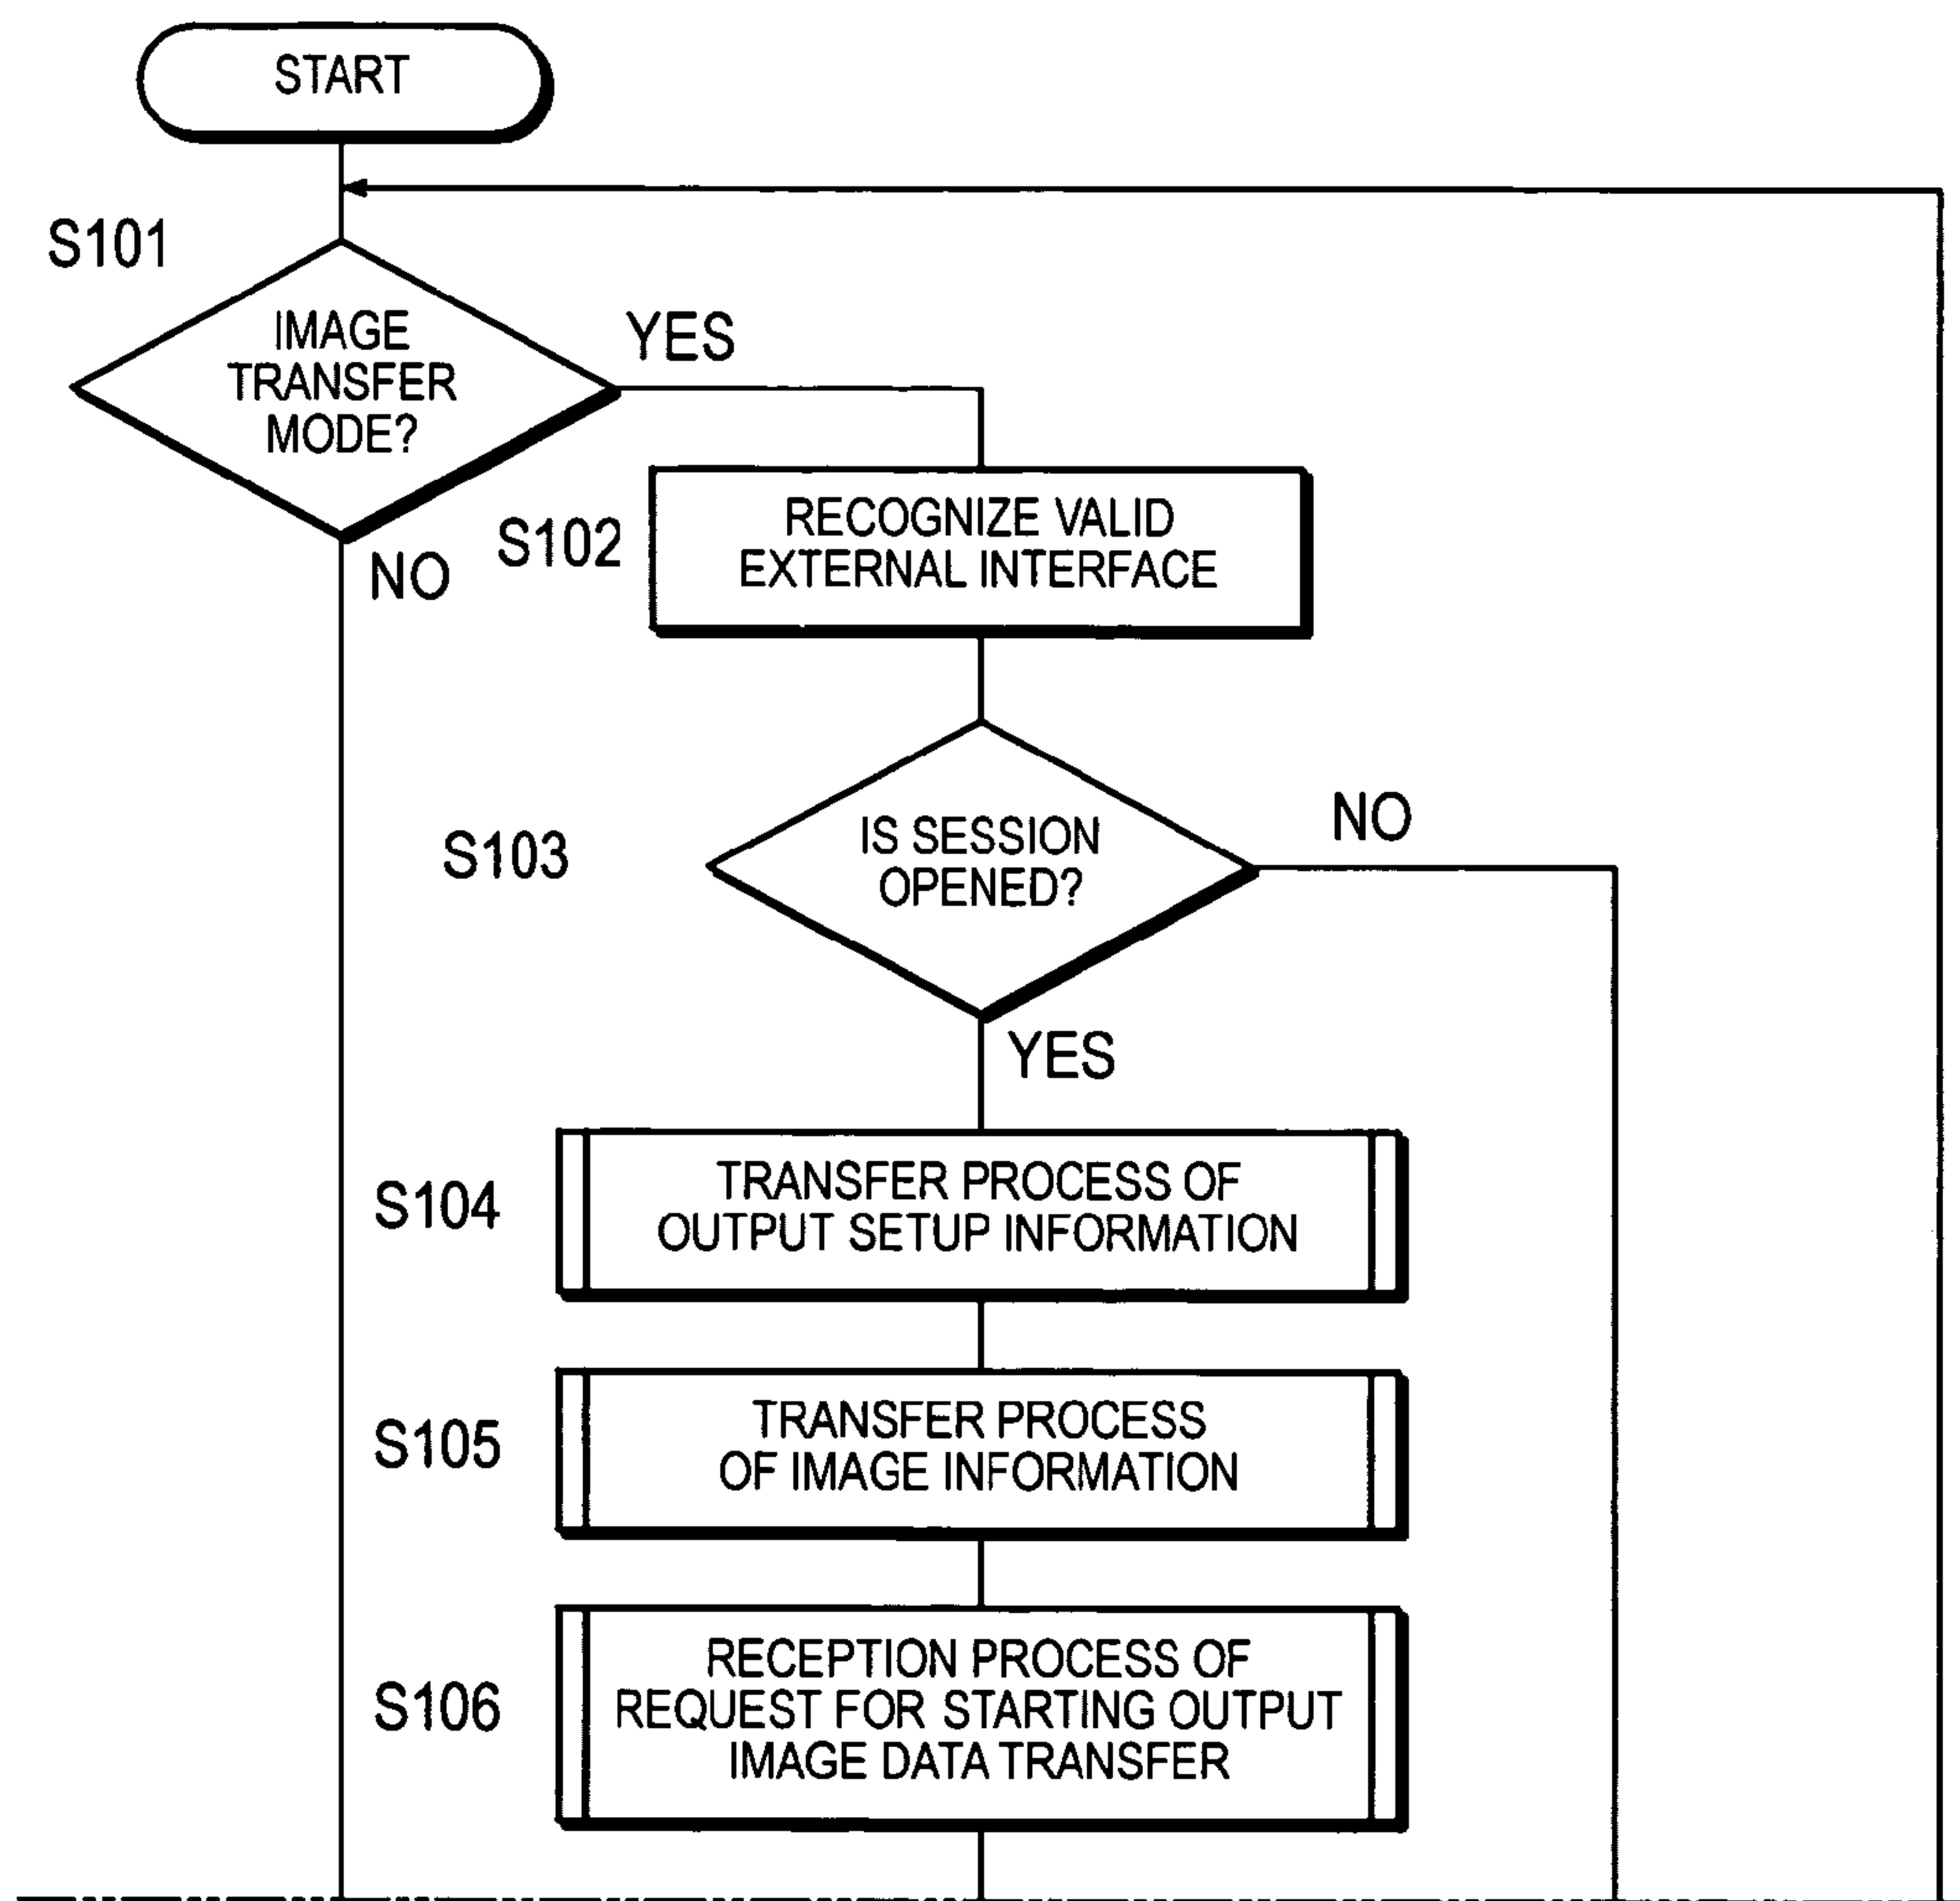 START
S101
IMAGE
TRANSFER
MODE?
YES
NO
S102
RECOGNIZE VALID
EXTERNAL INTERFACE
S103
IS SESSION
OPENED?
NO
YES
S104
TRANSFER PROCESS OF
OUTPUT SETUP INFORMATION
S105
TRANSFER PROCESS
OF IMAGE INFORMATION
S106
RECEPTION PROCESS OF
REQUEST FOR STARTING OUTPUT
IMAGE DATA TRANSFER